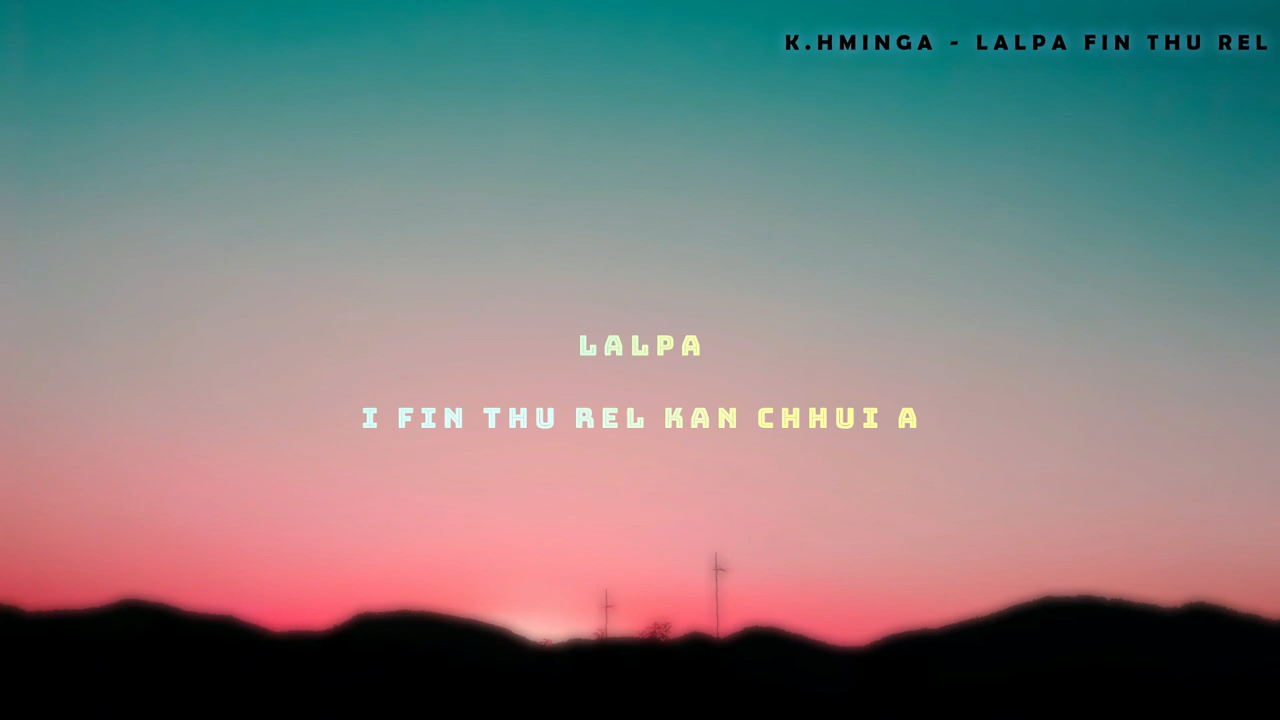 K.HMINGA - LALPA FIN THU REL
LALPA
I FIN THU REL KAN CHHUI A